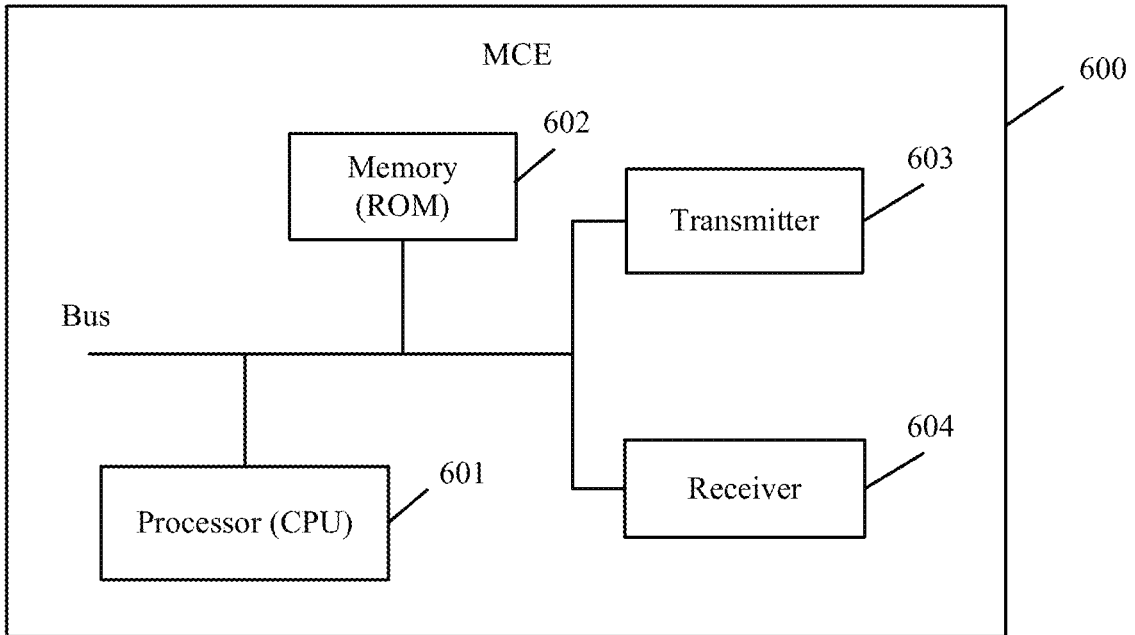 MCE
600
602
Memory
(ROM)
603
Transmitter
Bus
604
Receiver
601
Processor (CPU)